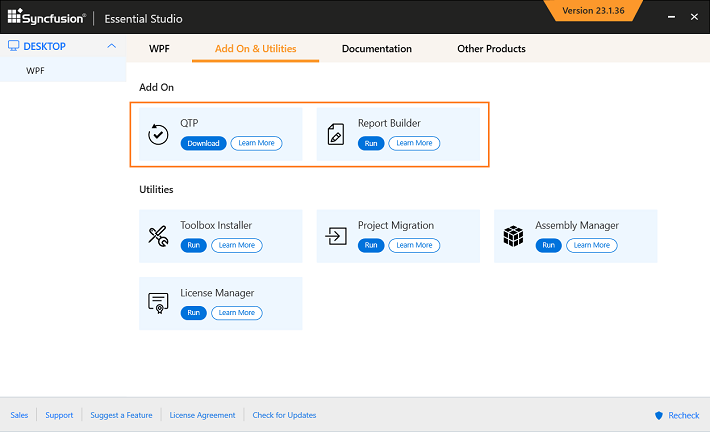 Syncfusion | Essential Studio
Version 23.1.36
DESKTOP
WPF
WPF Add On & Utilities Documentation Other Products
Add On
QTP
Download Learn More
Report Builder
Run Learn More
Utilities
Toolbox Installer
Run Learn More
Project Migration
Run Learn More
Assembly Manager
Run Learn More
License Manager
Run Learn More
Sales Support Suggest a Feature License Agreement Check for Updates Recheck